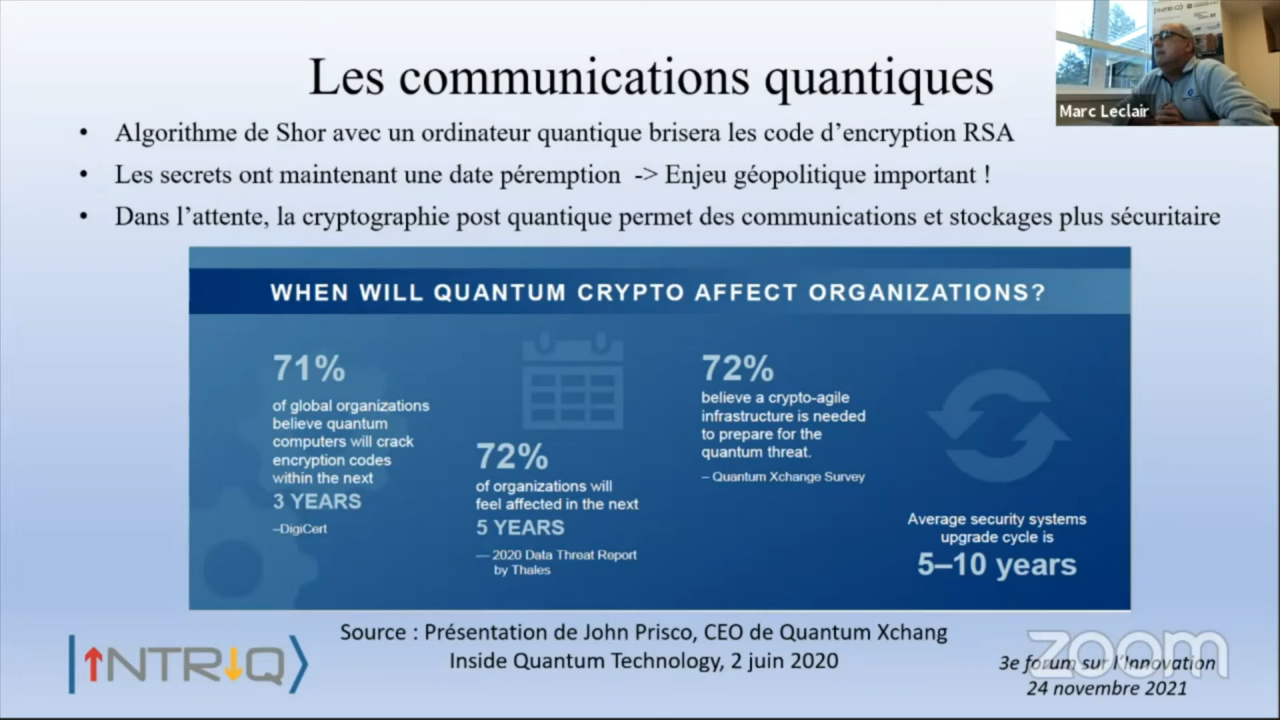 Les communications quantiques
Marc Leclair
• Algorithme de Shor avec un ordinateur quantique brisera les code d'encryption RSA
• Les secrets ont maintenant une date péremption -> Enjeu géopolitique important !
• Dans l'attente, la cryptographie post quantique permet des communications et stockages plus sécuritaire
WHEN WILL QUANTUM CRYPTO AFFECT ORGANIZATIONS?
71%
of global organizations
believe quantum
computers will crack
encryption codes
within the next
3 YEARS
–DigiCert
72%
of organizations will
feel affected in the next
5 YEARS
— 2020 Data Threat Report
by Thales
72%
believe a crypto-agile
infrastructure is needed
to prepare for the
quantum threat.
– Quantum Xchange Survey
Average security systems
upgrade cycle is
5–10 years
Source : Présentation de John Prisco, CEO de Quantum Xchang
Inside Quantum Technology, 2 juin 2020
INTRIQ
zoom
3e forum sur l'Innovation
24 novembre 2021